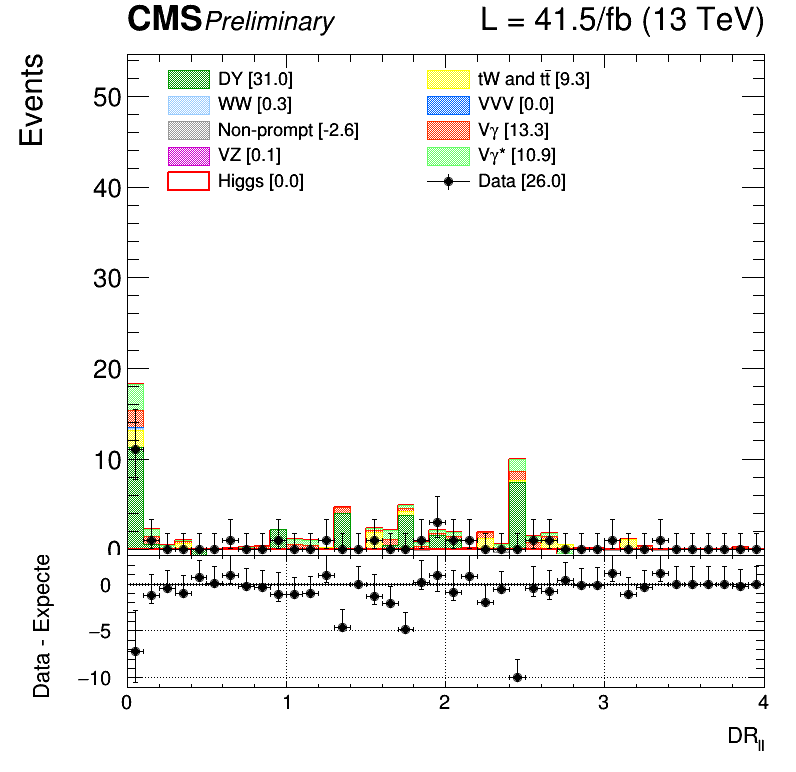 CMS Preliminary L = 41.5/fb (13 TeV)
Events
DY [31.0]
WW [0.3]
Non-prompt [-2.6]
VZ [0.1]
Higgs [0.0]
tW and tt̄ [9.3]
VVV [0.0]
Vγ [13.3]
Vγ* [10.9]
Data [26.0]
50
40
30
20
10
0
Data - Expecte
0
−5
−10
0 1 2 3 4
DR_ll